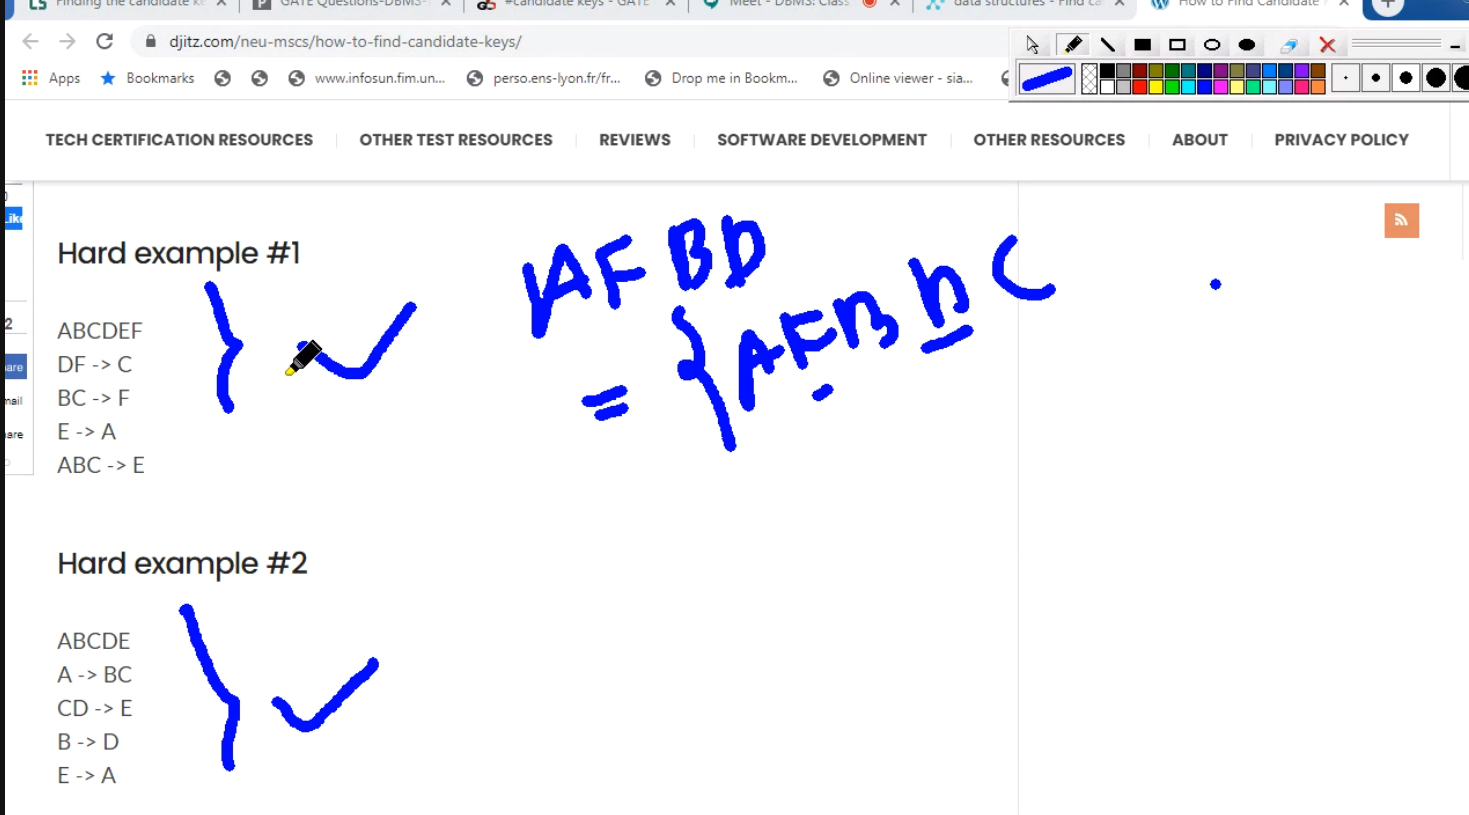 Finding the candidate ke
GATE Questions-DBMS-
#candidate keys - GATE
Meet - DBMS: Class
data structures - Find ca
How to Find Candidate
djitz.com/neu-mscs/how-to-find-candidate-keys/
Apps Bookmarks www.infosun.fim.un... perso.ens-lyon.fr/fr... Drop me in Bookm... Online viewer - sia...
TECH CERTIFICATION RESOURCES OTHER TEST RESOURCES REVIEWS SOFTWARE DEVELOPMENT OTHER RESOURCES ABOUT PRIVACY POLICY
Hard example #1
ABCDEF
DF -> C
BC -> F
E -> A
ABC -> E
AFBD
= {AFBDC
Hard example #2
ABCDE
A -> BC
CD -> E
B -> D
E -> A